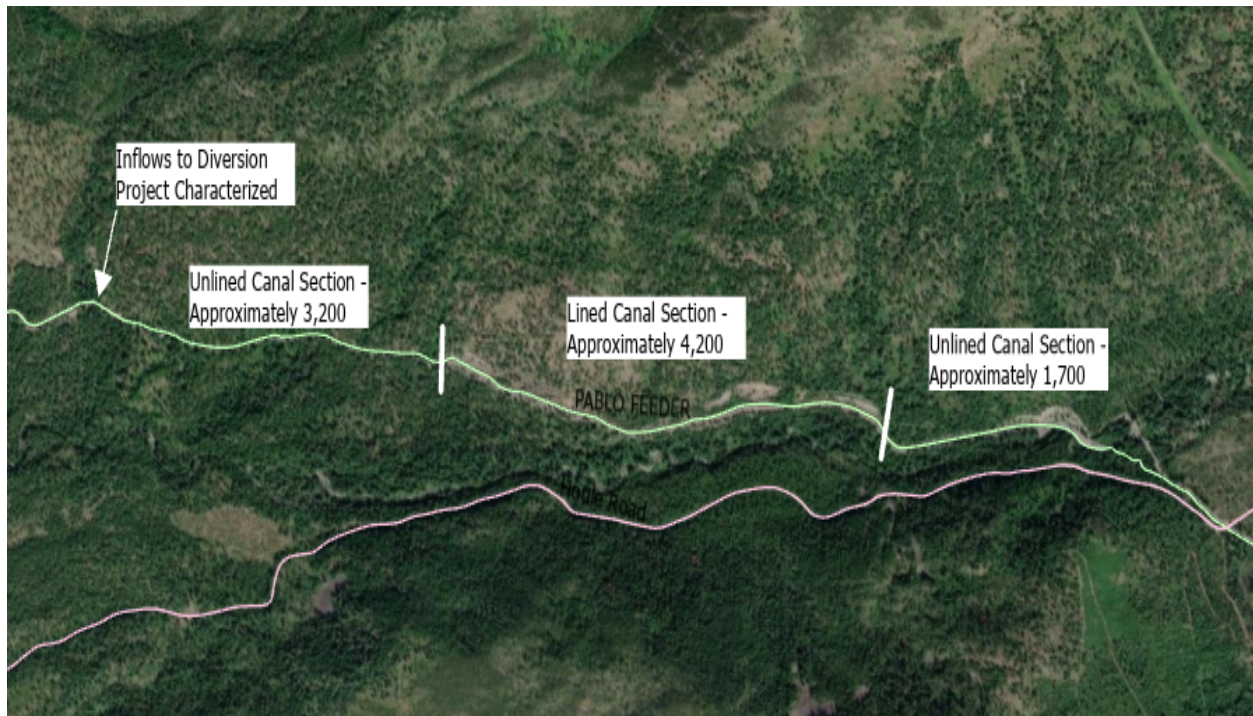 Inflows to Diversion
Project Characterized
Unlined Canal Section -
Approximately 3,200
Lined Canal Section -
Approximately 4,200
Unlined Canal Section -
Approximately 1,700
PABLO FEEDER
Road